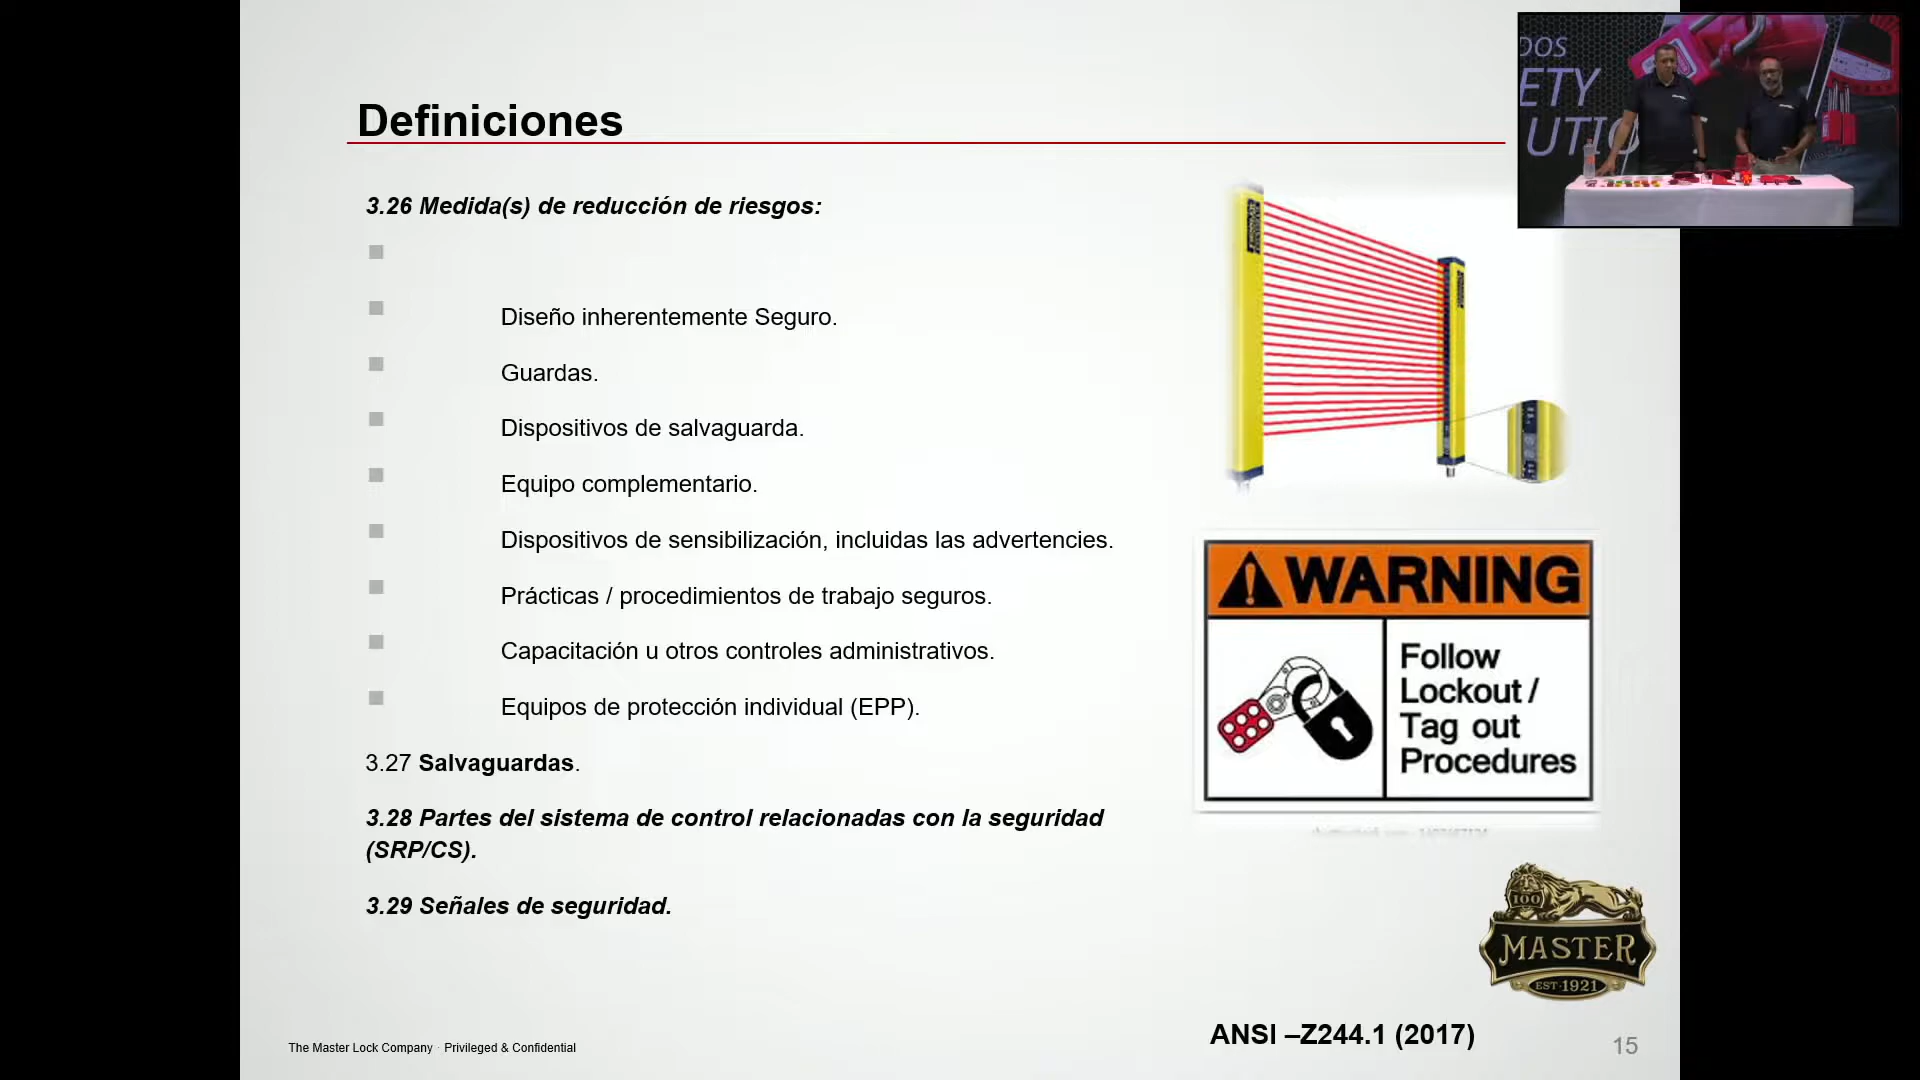 Definiciones
3.26 Medida(s) de reducción de riesgos:
Diseño inherentemente Seguro.
Guardas.
Dispositivos de salvaguarda.
Equipo complementario.
Dispositivos de sensibilización, incluidas las advertencies.
Prácticas / procedimientos de trabajo seguros.
Capacitación u otros controles administrativos.
Equipos de protección individual (EPP).
3.27 Salvaguardas.
3.28 Partes del sistema de control relacionadas con la seguridad
(SRP/CS).
3.29 Señales de seguridad.
DOS
ETY
UTIO
WARNING
Follow
Lockout /
Tag out
Procedures
100
MASTER
EST·1921
ANSI –Z244.1 (2017)
The Master Lock Company · Privileged & Confidential
15